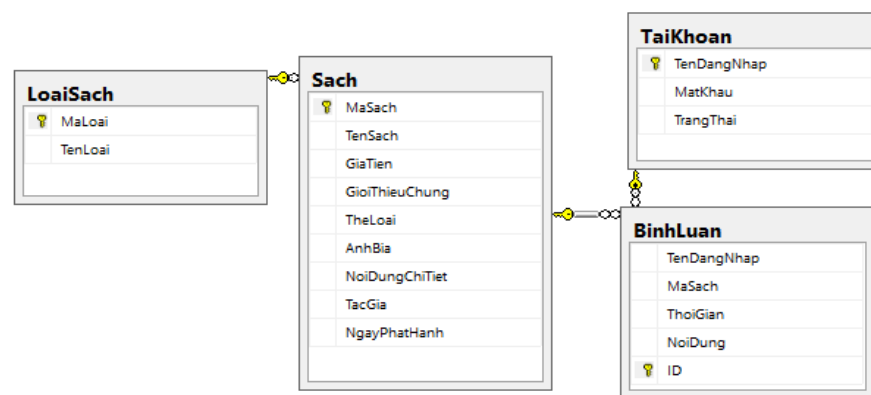 LoaiSach
MaLoai
TenLoai
Sach
MaSach
TenSach
GiaTien
GioiThieuChung
TheLoai
AnhBia
NoiDungChiTiet
TacGia
NgayPhatHanh
TaiKhoan
TenDangNhap
MatKhau
TrangThai
BinhLuan
TenDangNhap
MaSach
ThoiGian
NoiDung
ID